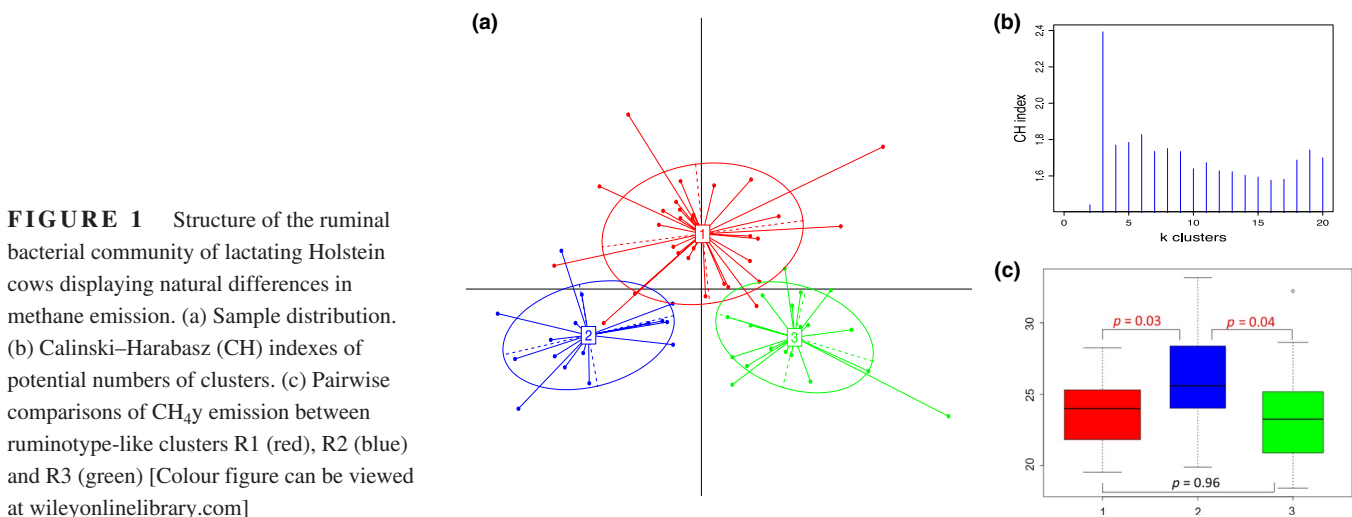 FIGURE 1 Structure of the ruminal
bacterial community of lactating Holstein
cows displaying natural differences in
methane emission. (a) Sample distribution.
(b) Calinski–Harabasz (CH) indexes of
potential numbers of clusters. (c) Pairwise
comparisons of CH₄y emission between
ruminotype-like clusters R1 (red), R2 (blue)
and R3 (green) [Colour figure can be viewed
at wileyonlinelibrary.com]
(a)
1
2
3
(b)
CH index
2.4
2.2
2.0
1.8
1.6
0 5 10 15 20
k clusters
(c)
30
25
20
p = 0.03
p = 0.04
p = 0.96
1 2 3